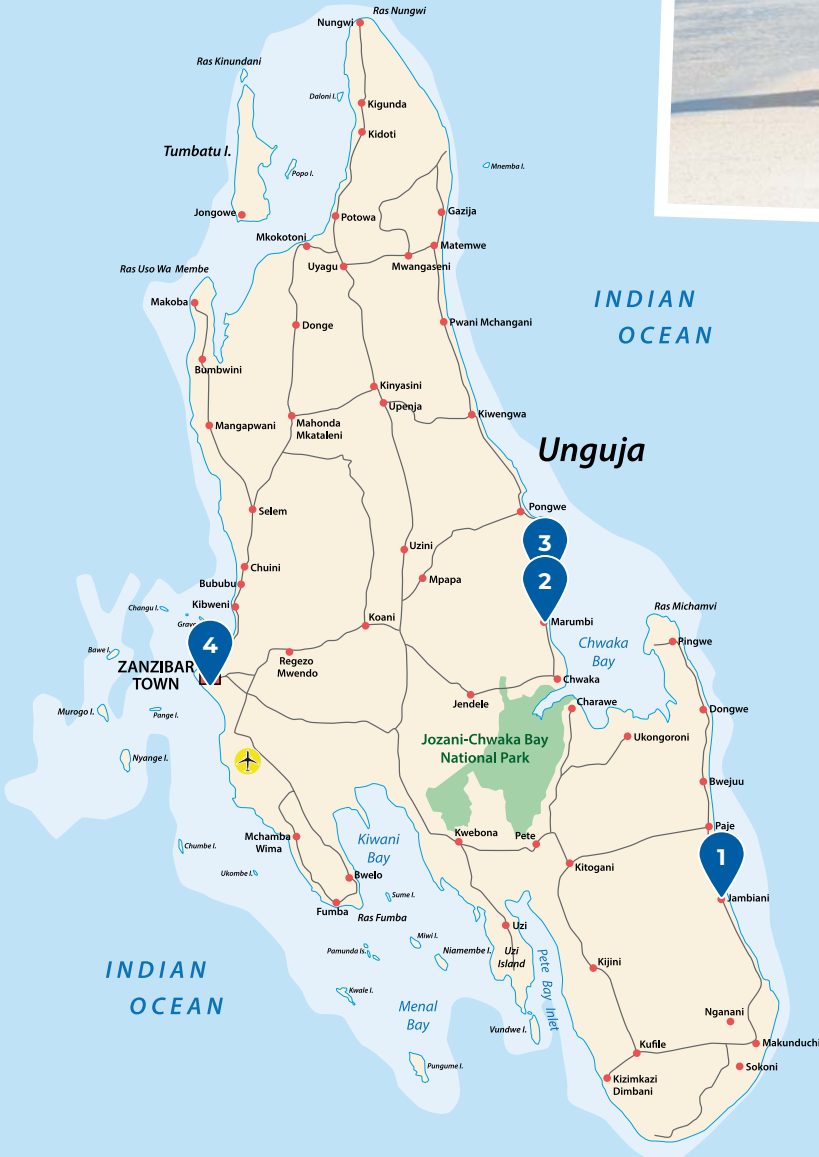 Ras Nungwi
Nungwi
Ras Kinundani
Daloni I.
Kigunda
Kidoti
Tumbatu I.
Popo I.
Mnemba I.
Jongowe
Potowa
Gazija
Mkokotoni
Matemwe
Uyagu
Mwangaseni
Ras Uso Wa Membe
Makoba
INDIAN
OCEAN
Donge
Pwani Mchangani
Bumbwini
Kinyasini
Upenja
Kiwengwa
Mangapwani
Mahonda
Mkataleni
Unguja
Selem
Pongwe
3
Uzini
Chuini
2
Mpapa
Bububu
Kibweni
Changu I.
Koani
Marumbi
Ras Michamvi
4
Chwaka
Bay
Pingwe
Bawe I.
ZANZIBAR
TOWN
Regezo
Mwendo
Chwaka
Jendele
Charawe
Dongwe
Murogo I.
Pange I.
Jozani-Chwaka Bay
National Park
Ukongoroni
Nyange I.
Bwejuu
Paje
Mchamba
Wima
Kiwani
Bay
Kwebona
Pete
Chumbe I.
1
Kitogani
Ukombe I.
Bwelo
Sume I.
Jambiani
Fumba
Ras Fumba
Uzi
Miwi I.
Uzi
Island
Pamunda Is.
Niamembe I.
Pete Bay Inlet
Kijini
INDIAN
OCEAN
Kwale I.
Menal
Bay
Vundwe I.
Nganani
Makunduchi
Kufile
Sokoni
Pungume I.
Kizimkazi
Dimbani